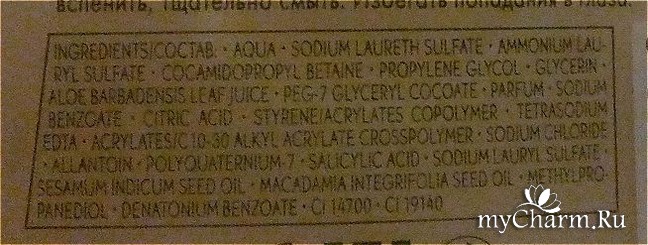 вспенить, тщательно смыть. Избегать попадания в глаза.
INGREDIENTS/СОСТАВ. • AQUA • SODIUM LAURETH SULFATE • AMMONIUM LAU-
RYL SULFATE • COCAMIDOPROPYL BETAINE • PROPYLENE GLYCOL • GLYCERIN •
ALOE BARBADENSIS LEAF JUICE • PEG-7 GLYCERYL COCOATE • PARFUM • SODIUM
BENZOATE • CITRIC ACID • STYRENE/ACRYLATES COPOLYMER • TETRASODIUM
EDTA • ACRYLATES/C10-30 ALKYL ACRYLATE CROSSPOLYMER • SODIUM CHLORIDE
• ALLANTOIN • POLYQUATERNIUM-7 • SALICYLIC ACID • SODIUM LAURYL SULFATE •
SESAMUM INDICUM SEED OIL • MACADAMIA INTEGRIFOLIA SEED OIL • METHYLPRO-
PANEDIOL • DENATONIUM BENZOATE • CI 14700 • CI 19140
myCharm.Ru